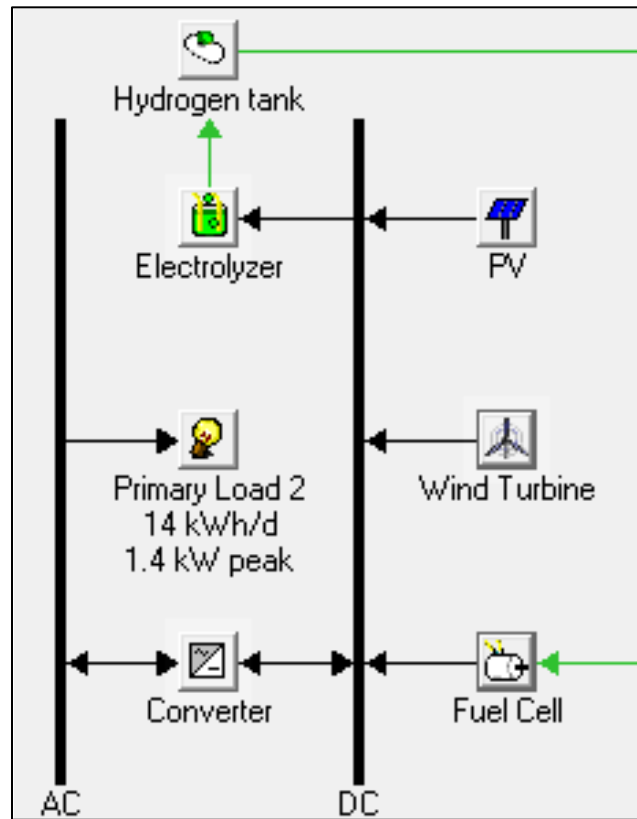 Hydrogen tank
Electrolyzer
PV
Primary Load 2
14 kWh/d
1.4 kW peak
Wind Turbine
Converter
Fuel Cell
AC
DC